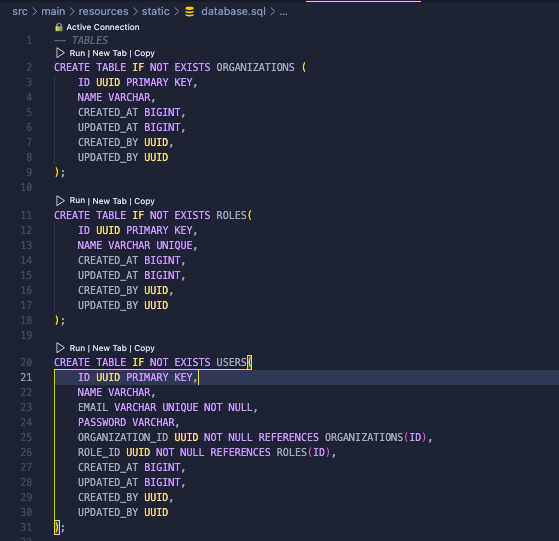 src > main > resources > static > database.sql > ...
Active Connection
1 -- TABLES
Run | New Tab | Copy
2 CREATE TABLE IF NOT EXISTS ORGANIZATIONS (
3 ID UUID PRIMARY KEY,
4 NAME VARCHAR,
5 CREATED_AT BIGINT,
6 UPDATED_AT BIGINT,
7 CREATED_BY UUID,
8 UPDATED_BY UUID
9 );
10
Run | New Tab | Copy
11 CREATE TABLE IF NOT EXISTS ROLES(
12 ID UUID PRIMARY KEY,
13 NAME VARCHAR UNIQUE,
14 CREATED_AT BIGINT,
15 UPDATED_AT BIGINT,
16 CREATED_BY UUID,
17 UPDATED_BY UUID
18 );
19
Run | New Tab | Copy
20 CREATE TABLE IF NOT EXISTS USERS(
21 ID UUID PRIMARY KEY,
22 NAME VARCHAR,
23 EMAIL VARCHAR UNIQUE NOT NULL,
24 PASSWORD VARCHAR,
25 ORGANIZATION_ID UUID NOT NULL REFERENCES ORGANIZATIONS(ID),
26 ROLE_ID UUID NOT NULL REFERENCES ROLES(ID),
27 CREATED_AT BIGINT,
28 UPDATED_AT BIGINT,
29 CREATED_BY UUID,
30 UPDATED_BY UUID
31 );